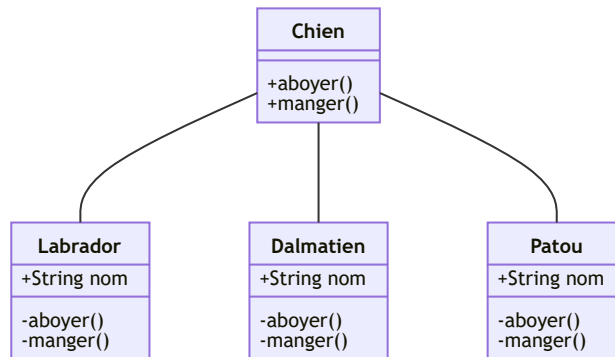 Chien
+aboyer()
+manger()
Labrador
+String nom
-aboyer()
-manger()
Dalmatien
+String nom
-aboyer()
-manger()
Patou
+String nom
-aboyer()
-manger()